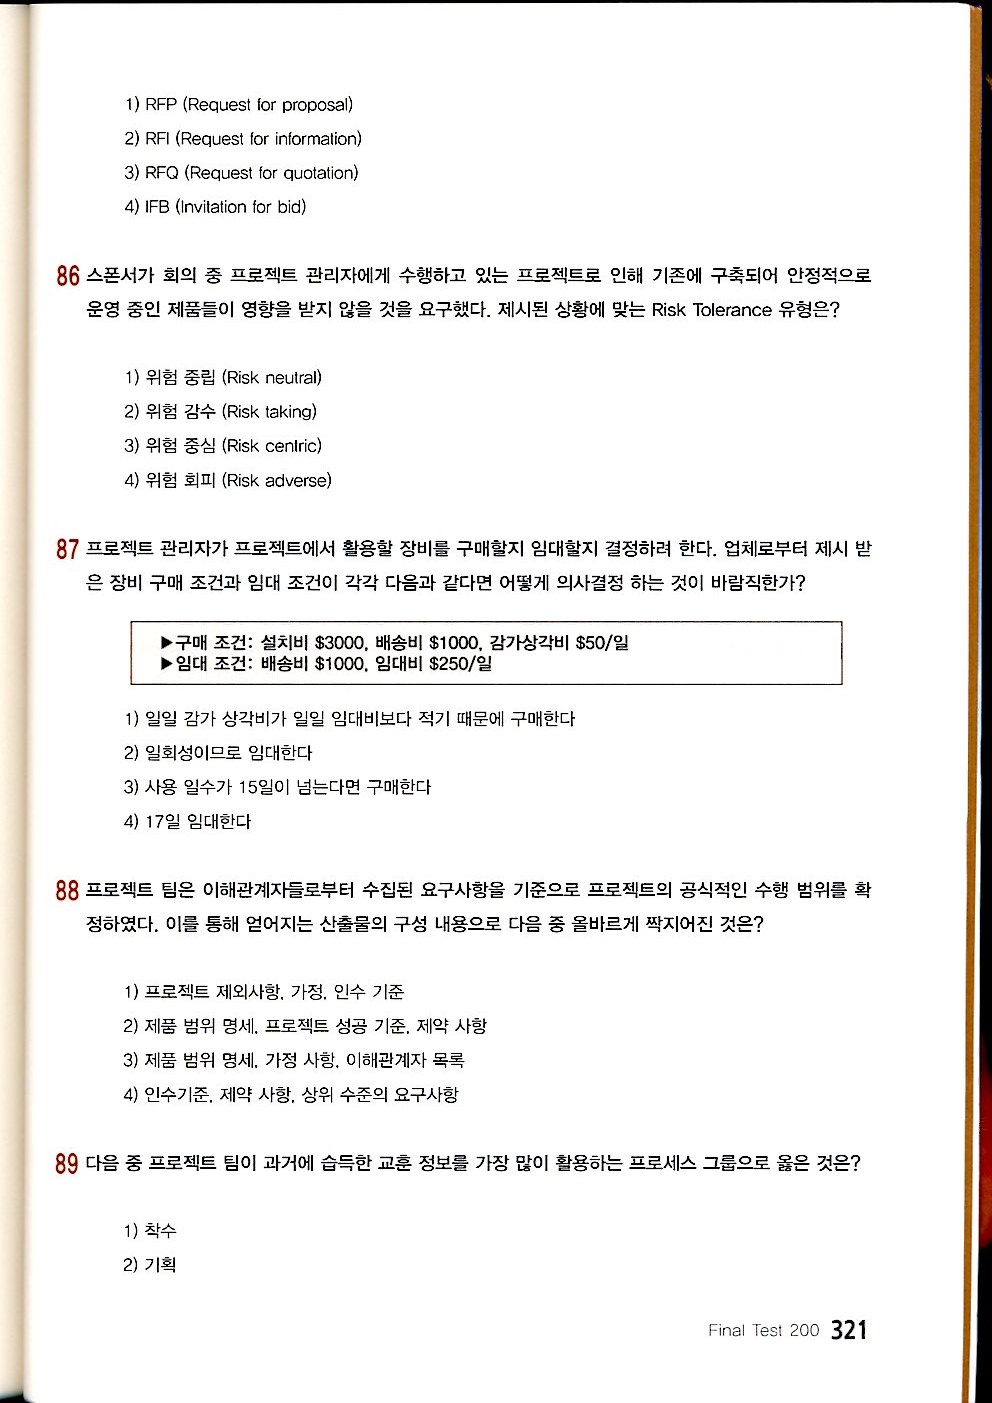 1) RFP (Request for proposal)
2) RFI (Request for information)
3) RFQ (Request for quotation)
4) IFB (Invitation for bid)
86 스폰서가 회의 중 프로젝트 관리자에게 수행하고 있는 프로젝트로 인해 기존에 구축되어 안정적으로
운영 중인 제품들이 영향을 받지 않을 것을 요구했다. 제시된 상황에 맞는 Risk Tolerance 유형은?
1) 위험 중립 (Risk neutral)
2) 위험 감수 (Risk taking)
3) 위험 중심 (Risk centric)
4) 위험 회피 (Risk adverse)
87 프로젝트 관리자가 프로젝트에서 활용할 장비를 구매할지 임대할지 결정하려 한다. 업체로부터 제시 받
은 장비 구매 조건과 임대 조건이 각각 다음과 같다면 어떻게 의사결정 하는 것이 바람직한가?
▶구매 조건: 설치비 $3000, 배송비 $1000, 감가상각비 $50/일
▶임대 조건: 배송비 $1000, 임대비 $250/일
1) 일일 감가 상각비가 일일 임대비보다 적기 때문에 구매한다
2) 일회성이므로 임대한다
3) 사용 일수가 15일이 넘는다면 구매한다
4) 17일 임대한다
88 프로젝트 팀은 이해관계자들로부터 수집된 요구사항을 기준으로 프로젝트의 공식적인 수행 범위를 확
정하였다. 이를 통해 얻어지는 산출물의 구성 내용으로 다음 중 올바르게 짝지어진 것은?
1) 프로젝트 제외사항, 가정, 인수 기준
2) 제품 범위 명세, 프로젝트 성공 기준, 제약 사항
3) 제품 범위 명세, 가정 사항, 이해관계자 목록
4) 인수기준, 제약 사항, 상위 수준의 요구사항
89 다음 중 프로젝트 팀이 과거에 습득한 교훈 정보를 가장 많이 활용하는 프로세스 그룹으로 옳은 것은?
1) 착수
2) 기획
Final Test 200 321